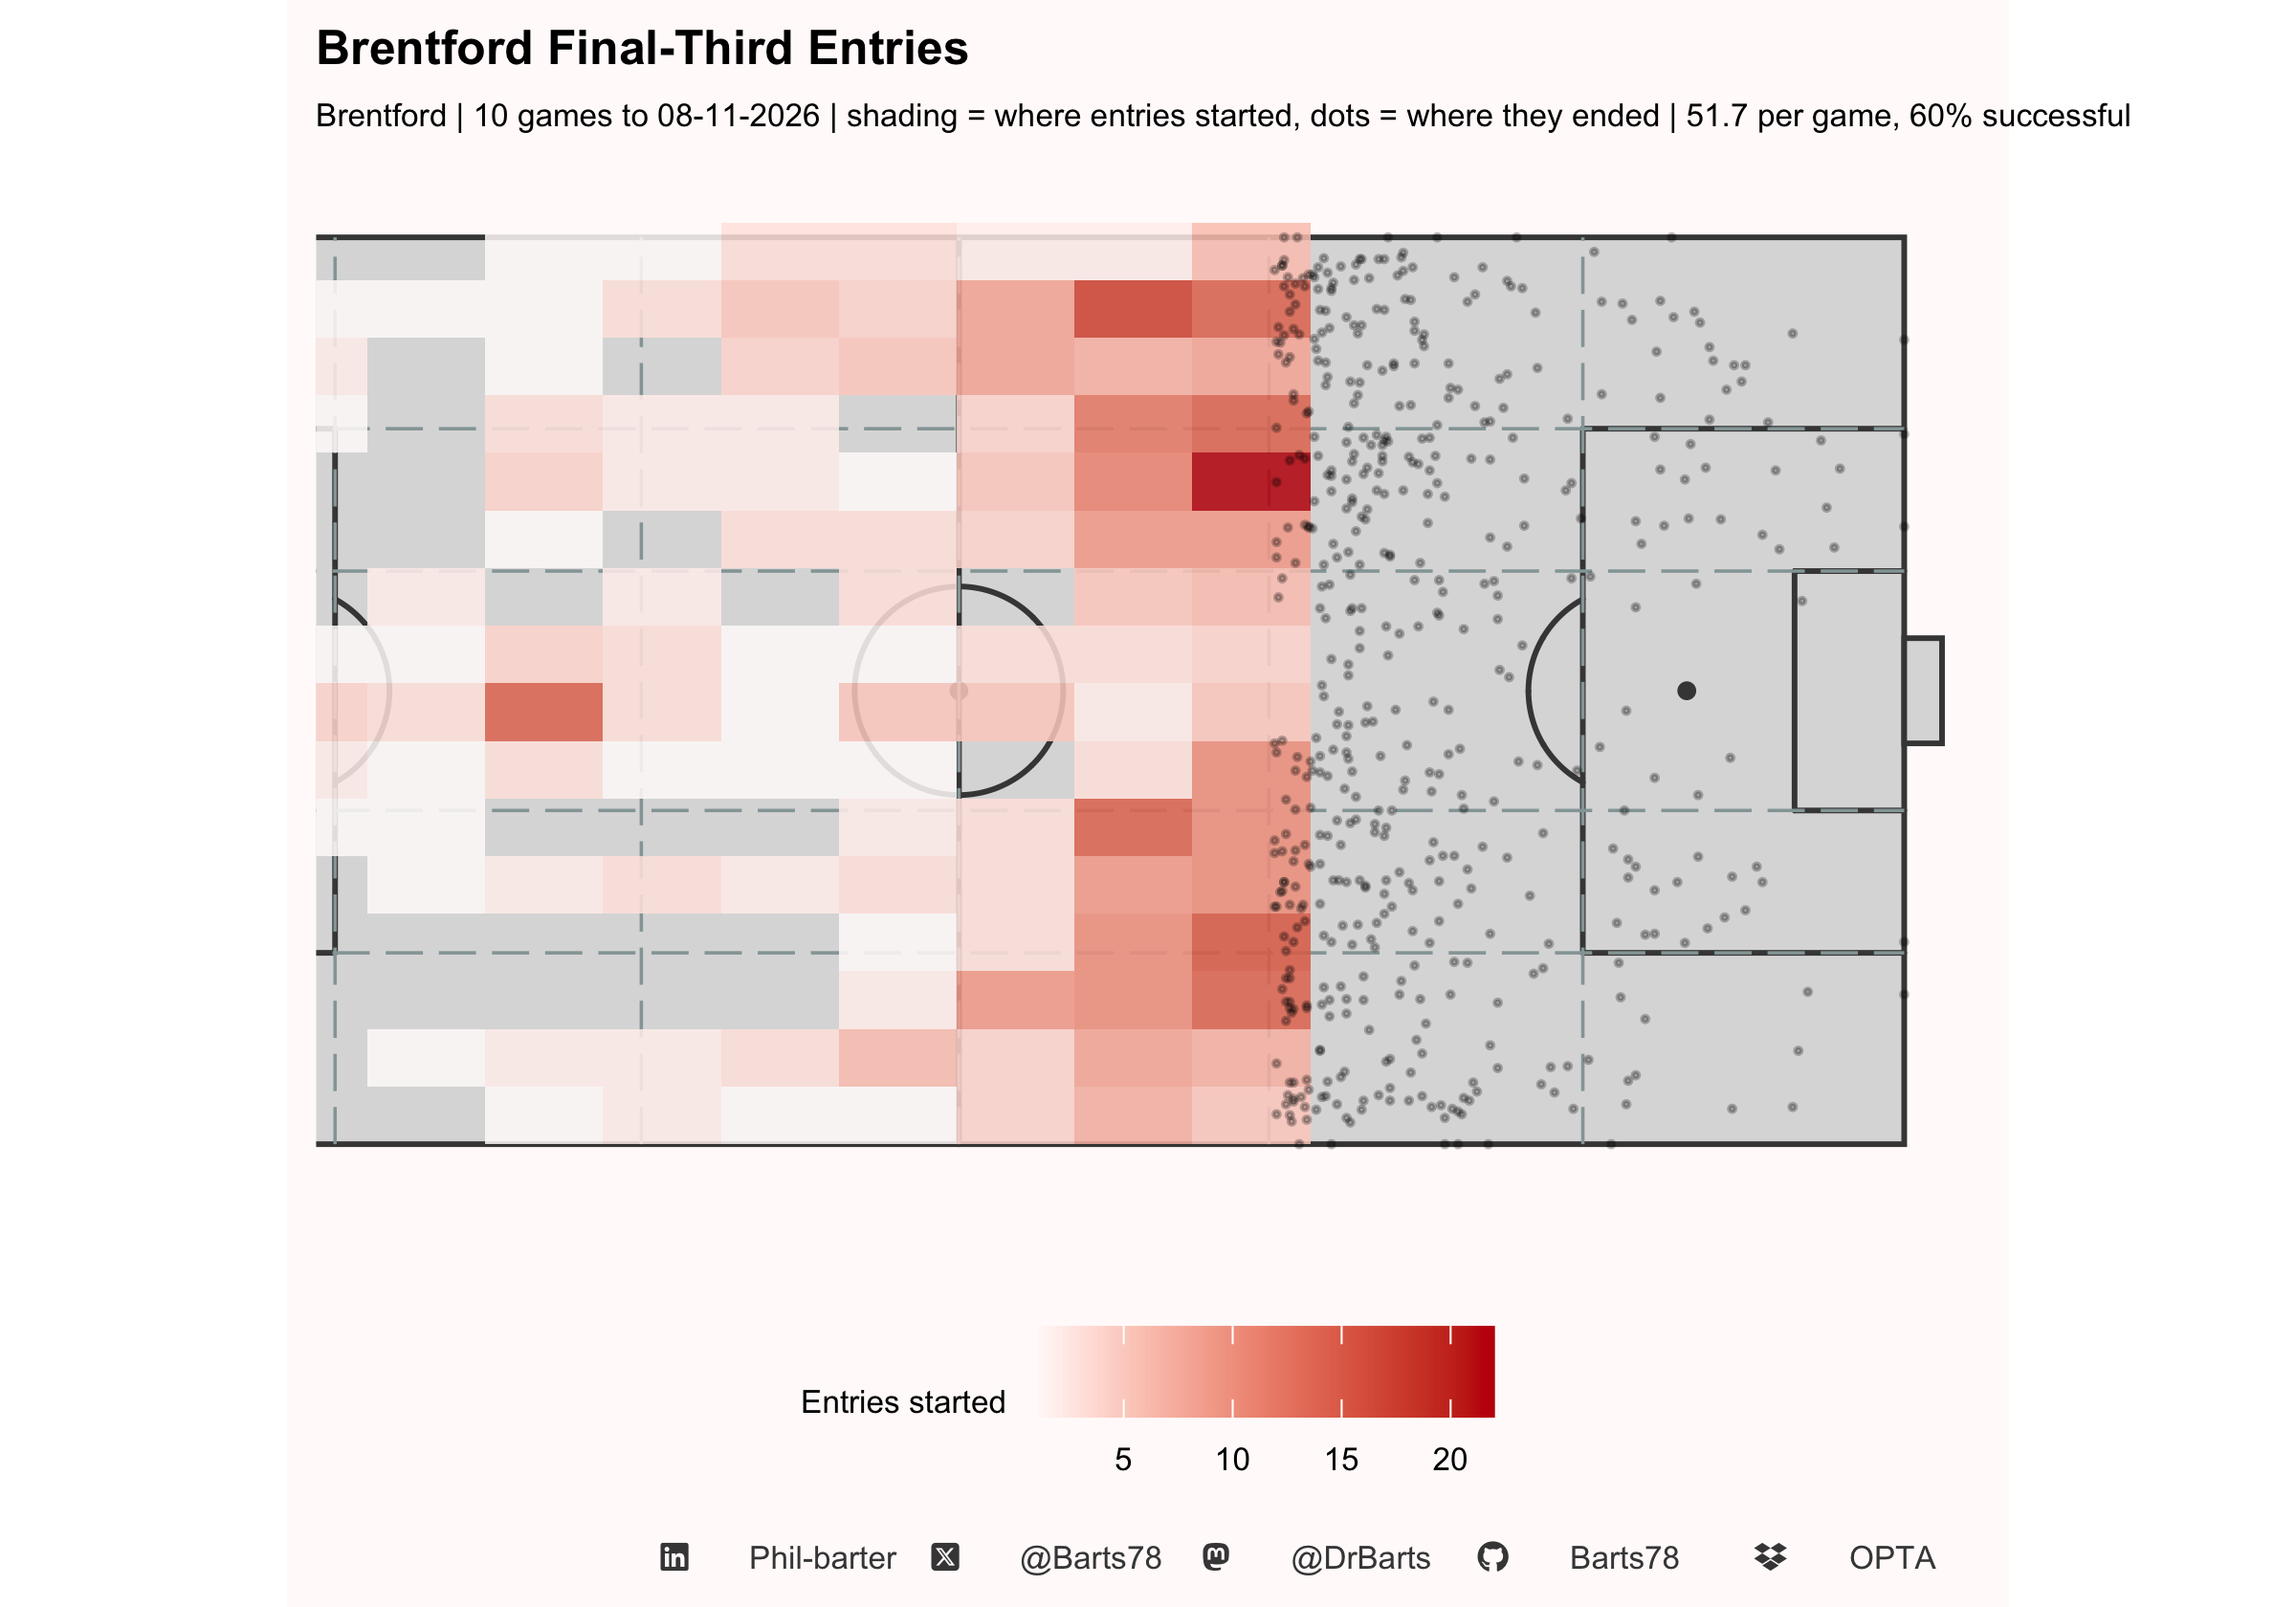 Brentford Final-Third Entries
Brentford | 10 games to 08-11-2026 | shading = where entries started, dots = where they ended | 51.7 per game, 60% successful
Entries started
5 10 15 20
Phil-barter @Barts78 @DrBarts Barts78 OPTA